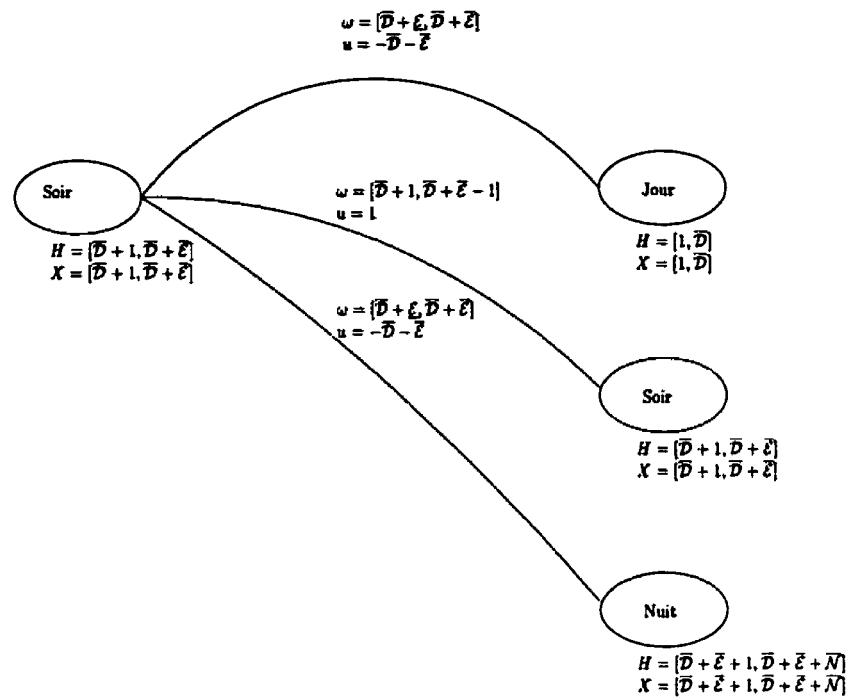 ω = [D̅ + E̲, D̅ + E̅]
u = -D̅ - E̅
Soir
H = [D̅ + 1, D̅ + E̅]
X = [D̅ + 1, D̅ + E̅]
ω = [D̅ + 1, D̅ + E̅ - 1]
u = 1
Jour
H = [1, D̅]
X = [1, D̅]
ω = [D̅ + E̲, D̅ + E̅]
u = -D̅ - E̅
Soir
H = [D̅ + 1, D̅ + E̅]
X = [D̅ + 1, D̅ + E̅]
Nuit
H = [D̅ + E̅ + 1, D̅ + E̅ + N̅]
X = [D̅ + E̅ + 1, D̅ + E̅ + N̅]